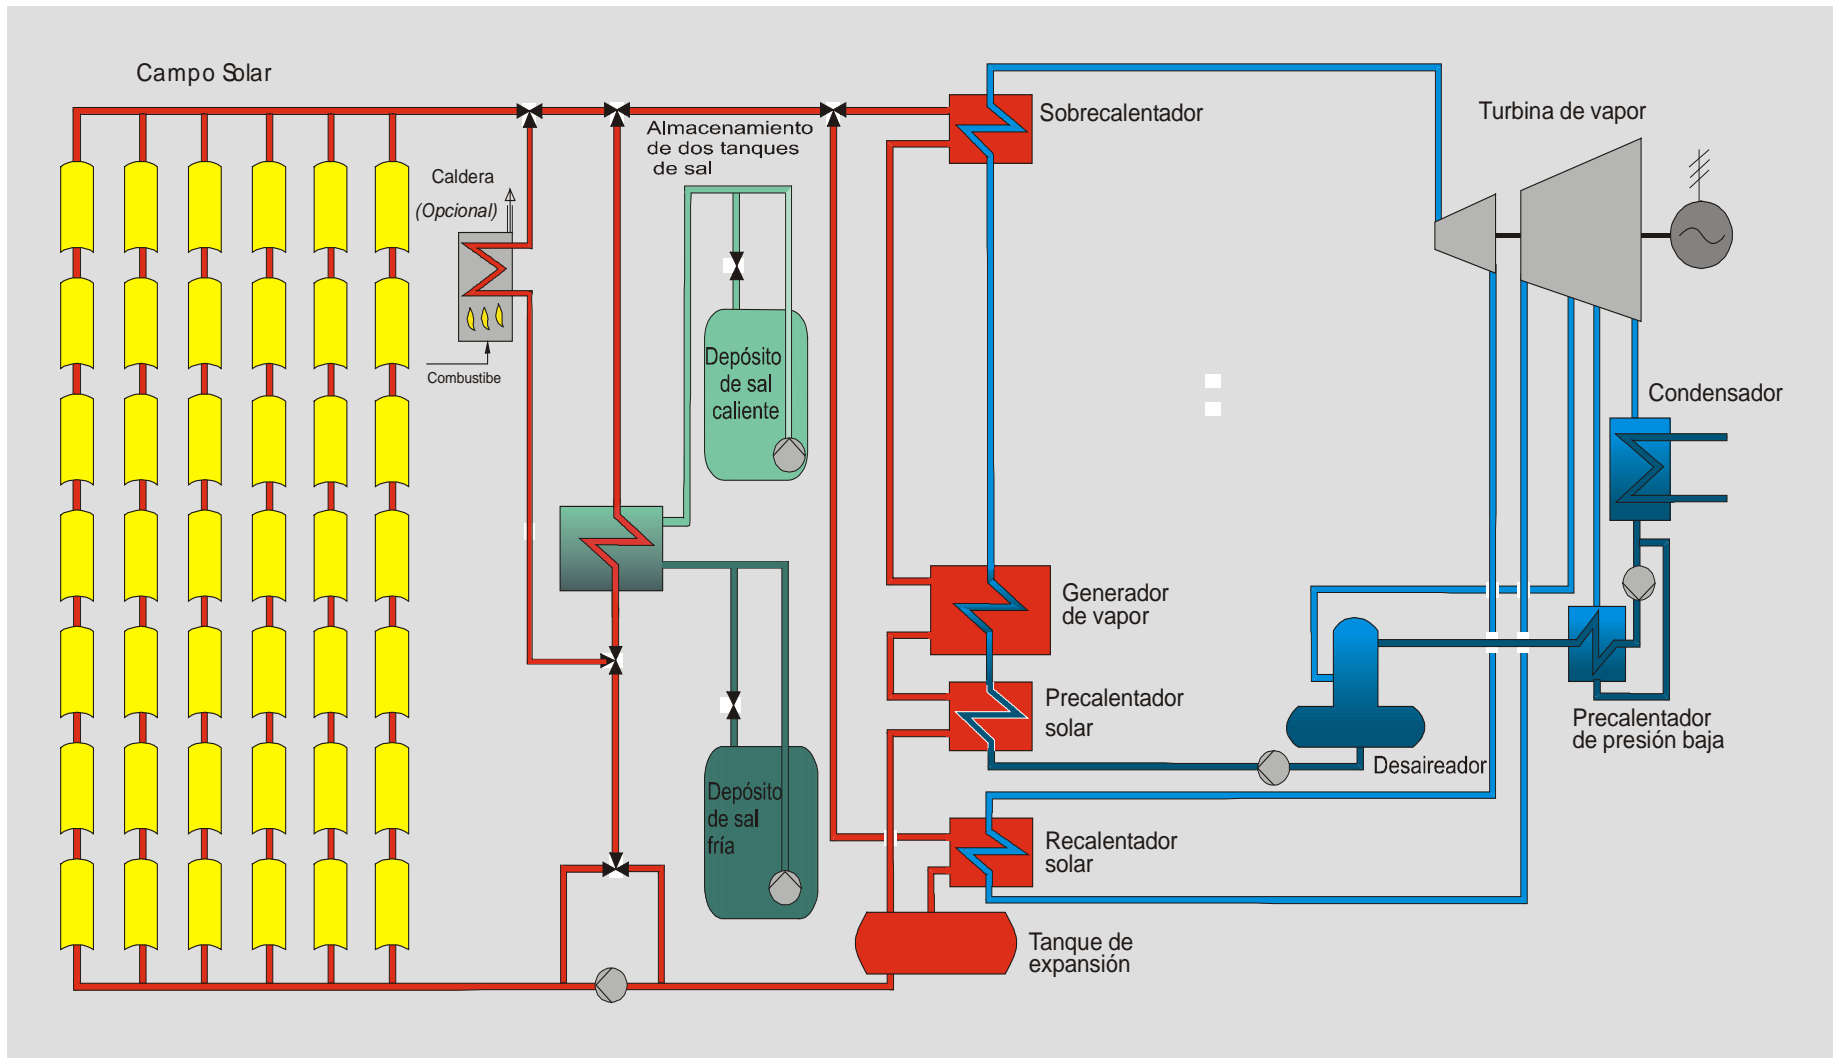 Campo Solar
Sobrecalentador
Turbina de vapor
Almacenamiento
de dos tanques
de sal
Caldera
(Opcional)
Combustibe
Depósito
de sal
caliente
Condensador
Generador
de vapor
Precalentador
solar
Precalentador
de presión baja
Desaireador
Depósito
de sal
fría
Recalentador
solar
Tanque de
expansión